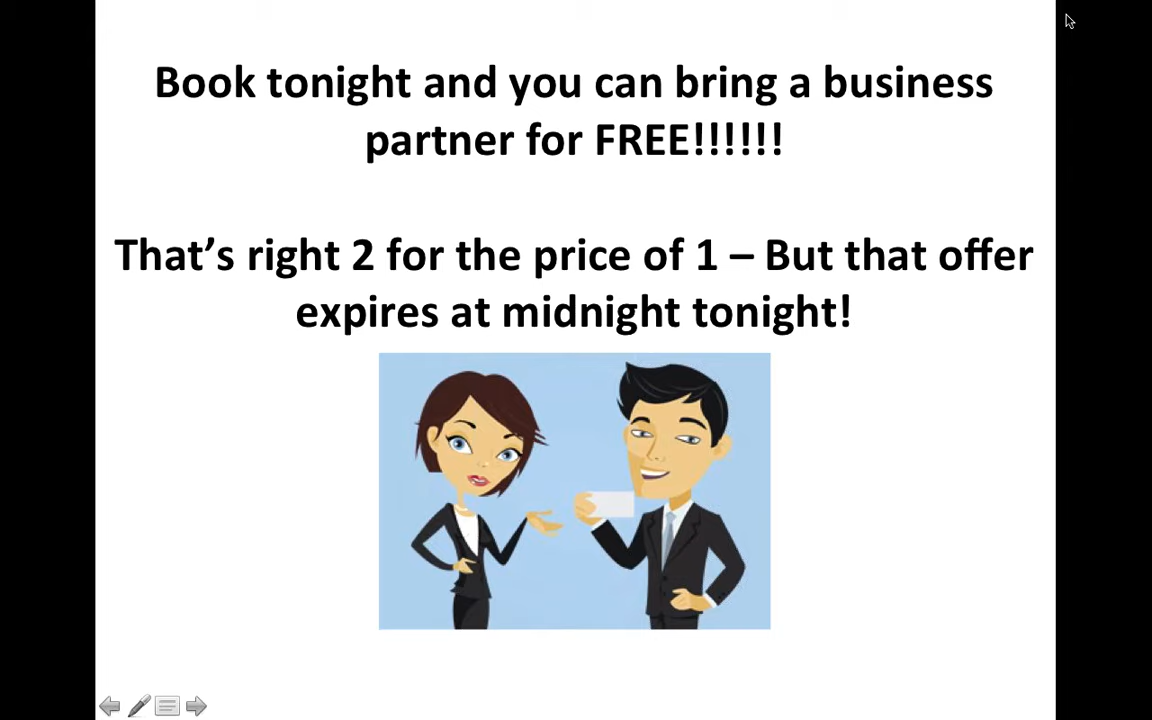 Book tonight and you can bring a business
partner for FREE!!!!!!
That’s right 2 for the price of 1 – But that offer
expires at midnight tonight!